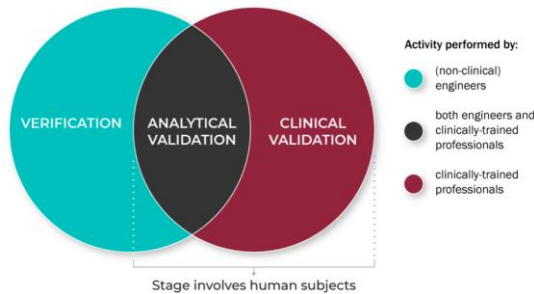 VERIFICATION
ANALYTICAL
VALIDATION
CLINICAL
VALIDATION
Stage involves human subjects
Activity performed by:
(non-clinical)
engineers
both engineers and
clinically-trained
professionals
clinically-trained
professionals